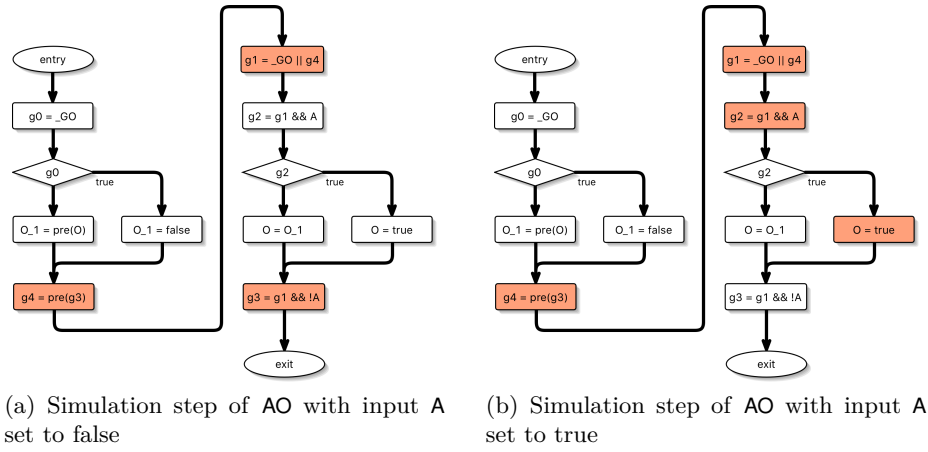 entry
g0 = _GO
g0
true
O_1 = pre(O)
O_1 = false
g4 = pre(g3)
g1 = _GO || g4
g2 = g1 && A
g2
true
O = O_1
O = true
g3 = g1 && !A
exit
(a) Simulation step of AO with input A
set to false
entry
g0 = _GO
g0
true
O_1 = pre(O)
O_1 = false
g4 = pre(g3)
g1 = _GO || g4
g2 = g1 && A
g2
true
O = O_1
O = true
g3 = g1 && !A
exit
(b) Simulation step of AO with input A
set to true